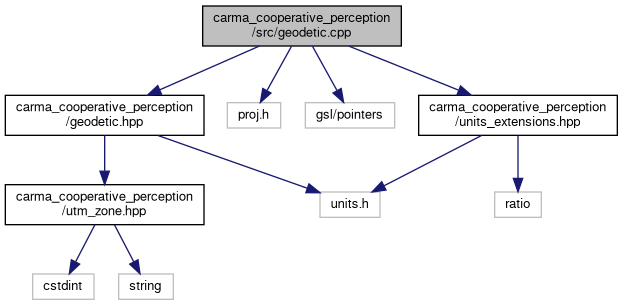 carma_cooperative_perception
/src/geodetic.cpp
carma_cooperative_perception
/geodetic.hpp
proj.h
gsl/pointers
carma_cooperative_perception
/units_extensions.hpp
carma_cooperative_perception
/utm_zone.hpp
units.h
ratio
cstdint
string